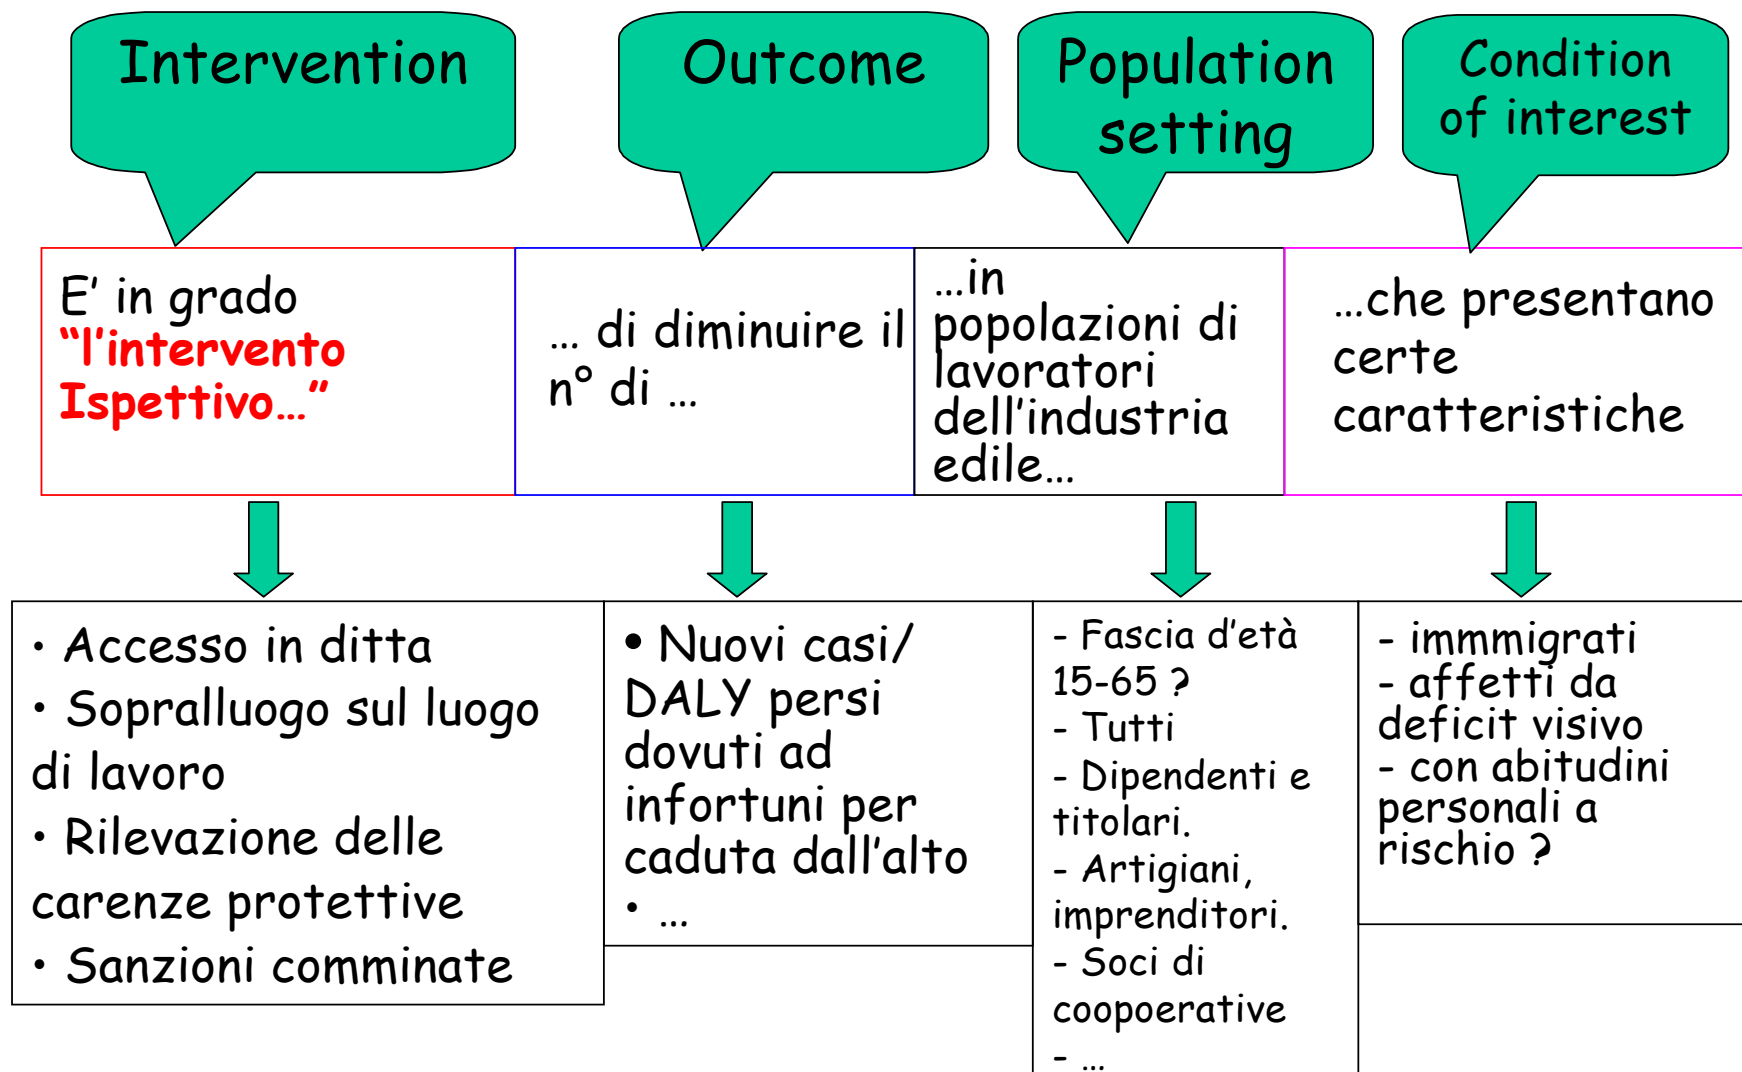 Intervention
Outcome
Population
setting
Condition
of interest
E' in grado
“l'intervento
Ispettivo…”
… di diminuire il
n° di …
…in
popolazioni di
lavoratori
dell'industria
edile…
…che presentano
certe
caratteristiche
• Accesso in ditta
• Sopralluogo sul luogo
di lavoro
• Rilevazione delle
carenze protettive
• Sanzioni comminate
• Nuovi casi/
DALY persi
dovuti ad
infortuni per
caduta dall'alto
• …
- Fascia d'età
15-65 ?
- Tutti
- Dipendenti e
titolari.
- Artigiani,
imprenditori.
- Soci di
coopoerative
- …
- immmigrati
- affetti da
deficit visivo
- con abitudini
personali a
rischio ?